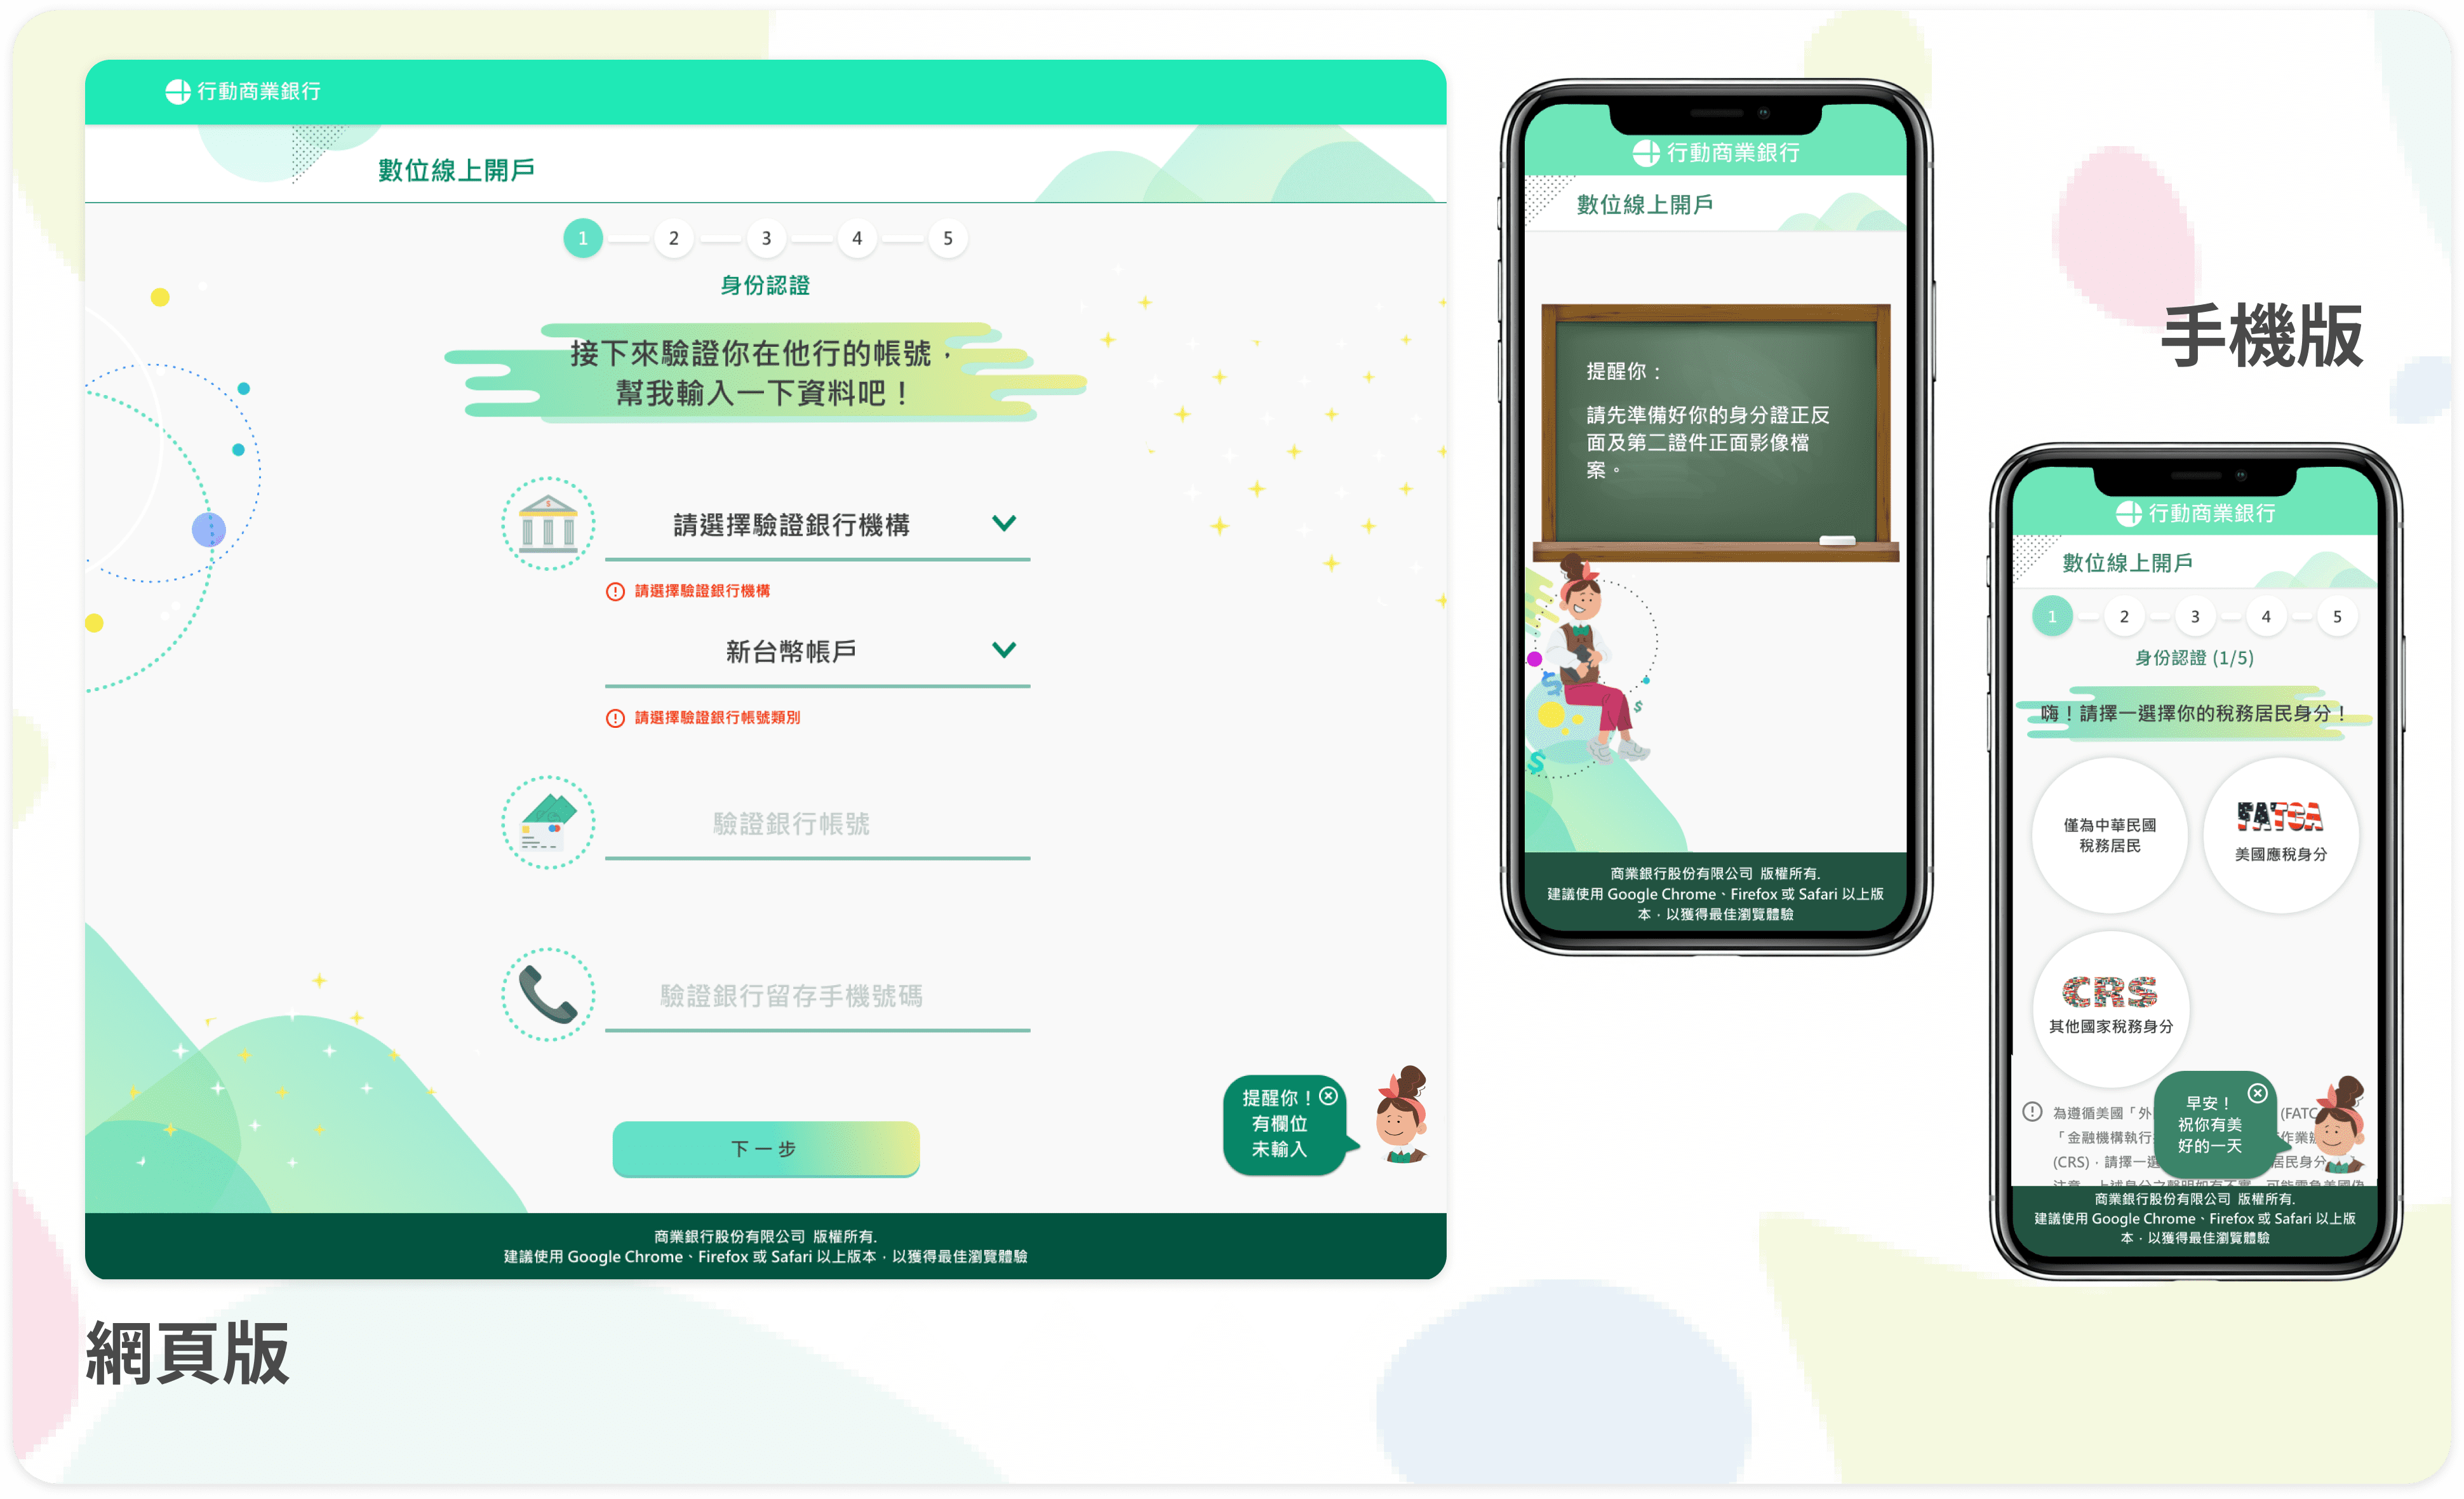 行動商業銀行
數位線上開戶
1
2
3
4
5
身份認證
接下來驗證你在他行的帳號，
幫我輸入一下資料吧！
請選擇驗證銀行機構
請選擇驗證銀行機構
新台幣帳戶
請選擇驗證銀行帳號類別
驗證銀行帳號
驗證銀行留存手機號碼
下一步
提醒你！
有欄位
未輸入
商業銀行股份有限公司 版權所有.
建議使用 Google Chrome、Firefox 或 Safari 以上版本，以獲得最佳瀏覽體驗
網頁版
行動商業銀行
數位線上開戶
提醒你：
請先準備好你的身分證正反
面及第二證件正面影像檔
案。
商業銀行股份有限公司 版權所有.
建議使用 Google Chrome、Firefox 或 Safari 以上版
本，以獲得最佳瀏覽體驗
手機版
行動商業銀行
數位線上開戶
1
2
3
4
5
身份認證 (1/5)
嗨！請擇一選擇你的稅務居民身分！
僅為中華民國
稅務居民
FATCA
美國應稅身分
CRS
其他國家稅務身分
為遵循美國「外 (FATC
「金融機構執行 作業辦
(CRS)，請擇一選 居民身分
早安！
祝你有美
好的一天
商業銀行股份有限公司 版權所有.
建議使用 Google Chrome、Firefox 或 Safari 以上版
本，以獲得最佳瀏覽體驗